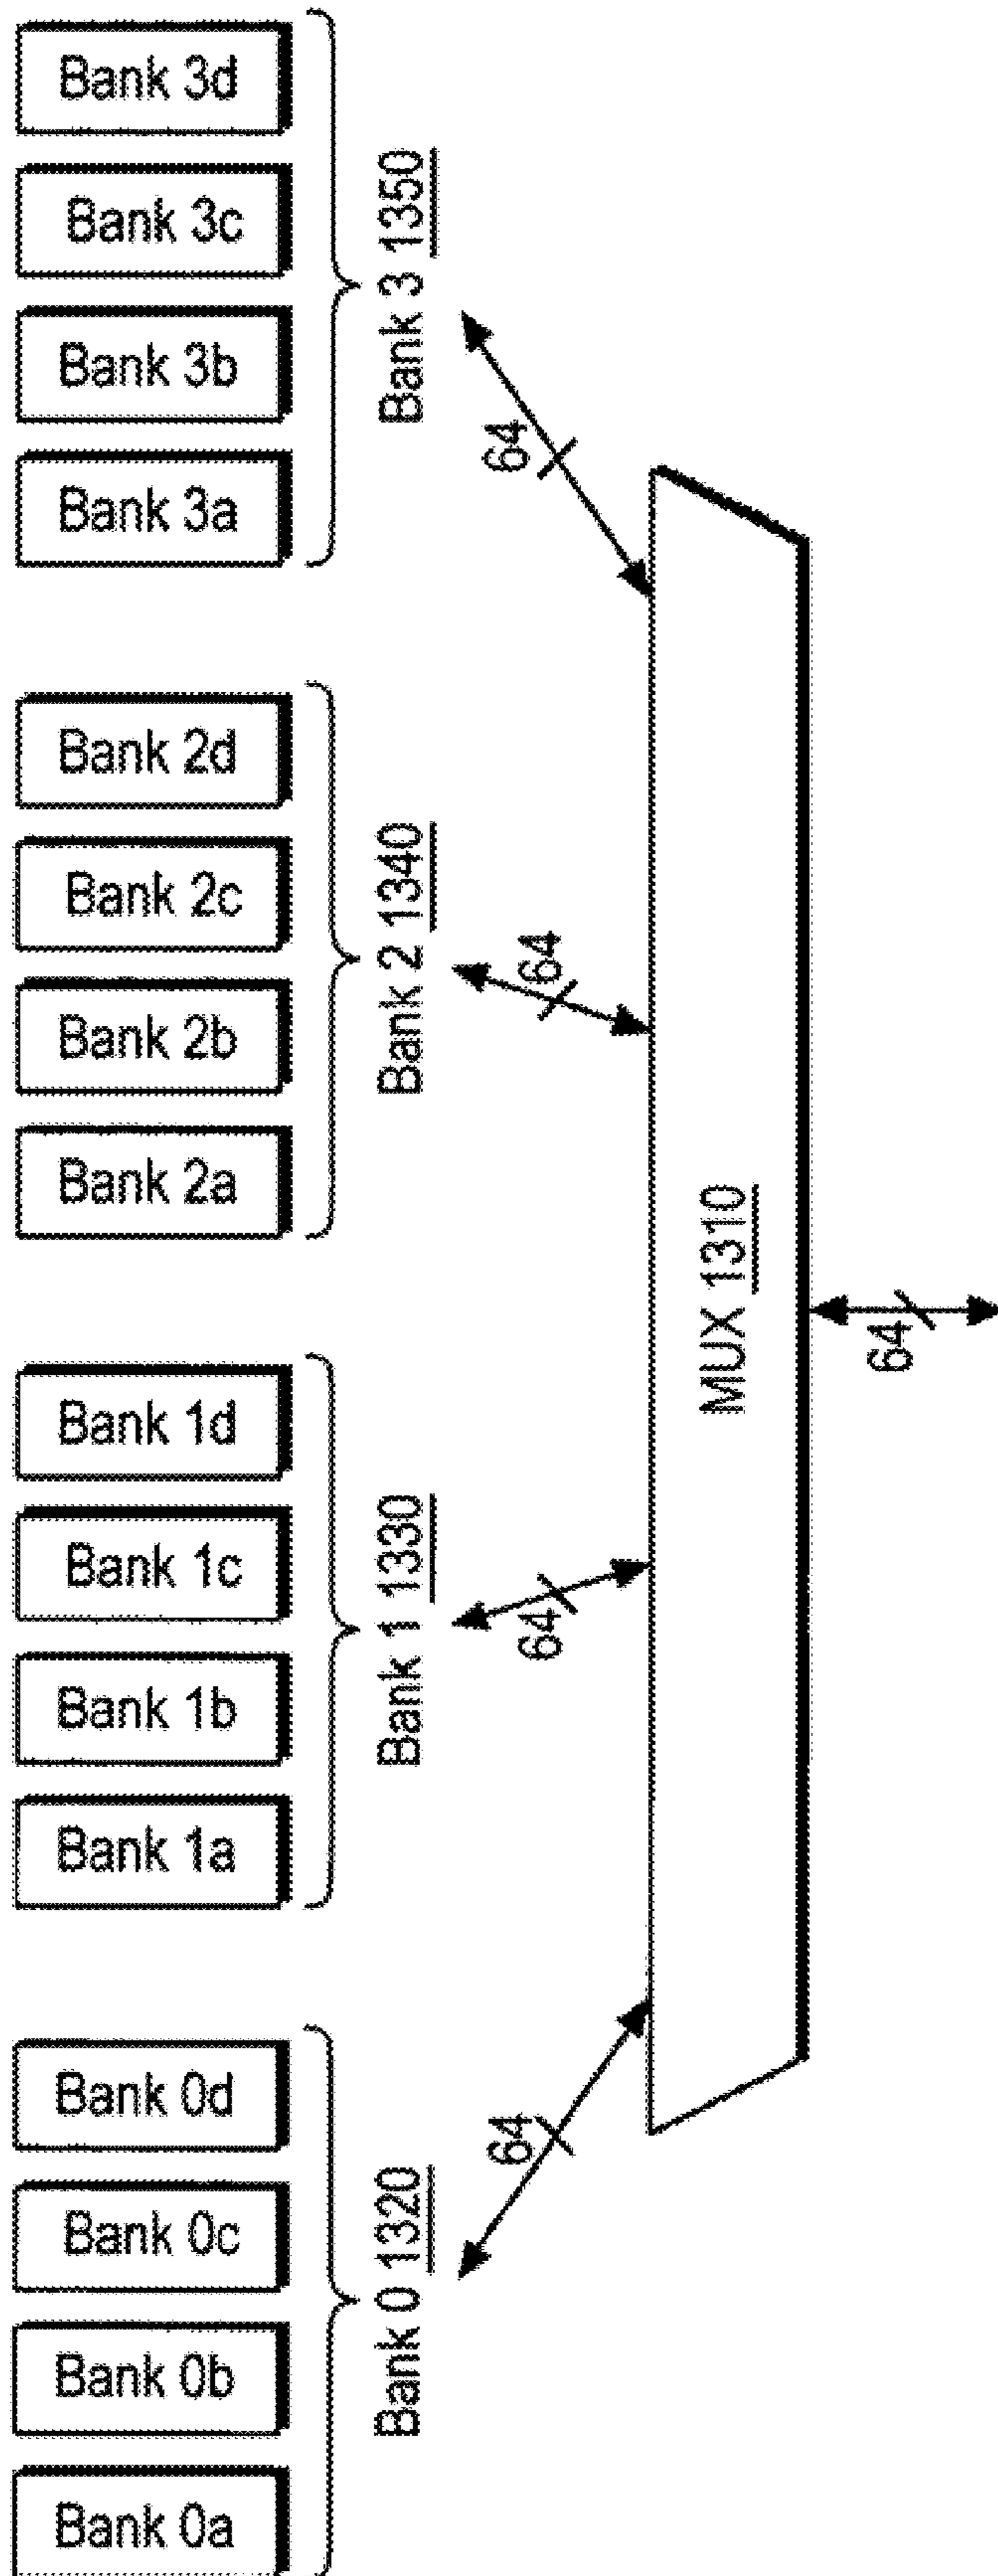 Bank 3d
Bank 3c
Bank 3b
Bank 3a
Bank 3 1350
64
Bank 2d
Bank 2c
Bank 2b
Bank 2a
Bank 2 1340
64
Bank 1d
Bank 1c
Bank 1b
Bank 1a
Bank 1 1330
64
Bank 0d
Bank 0c
Bank 0b
Bank 0a
Bank 0 1320
64
MUX 1310
64